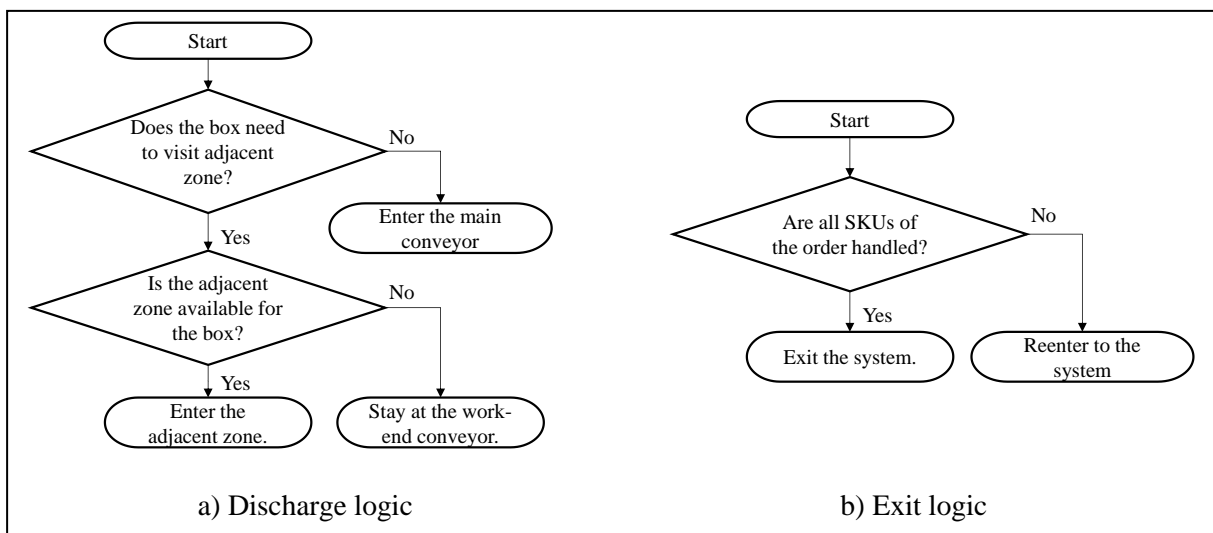 Start
Does the box need
to visit adjacent
zone?
No
Enter the main
conveyor
Yes
Is the adjacent
zone available for
the box?
No
Yes
Enter the
adjacent zone.
Stay at the work-
end conveyor.
a) Discharge logic
Start
Are all SKUs of
the order handled?
No
Yes
Exit the system.
Reenter to the
system
b) Exit logic